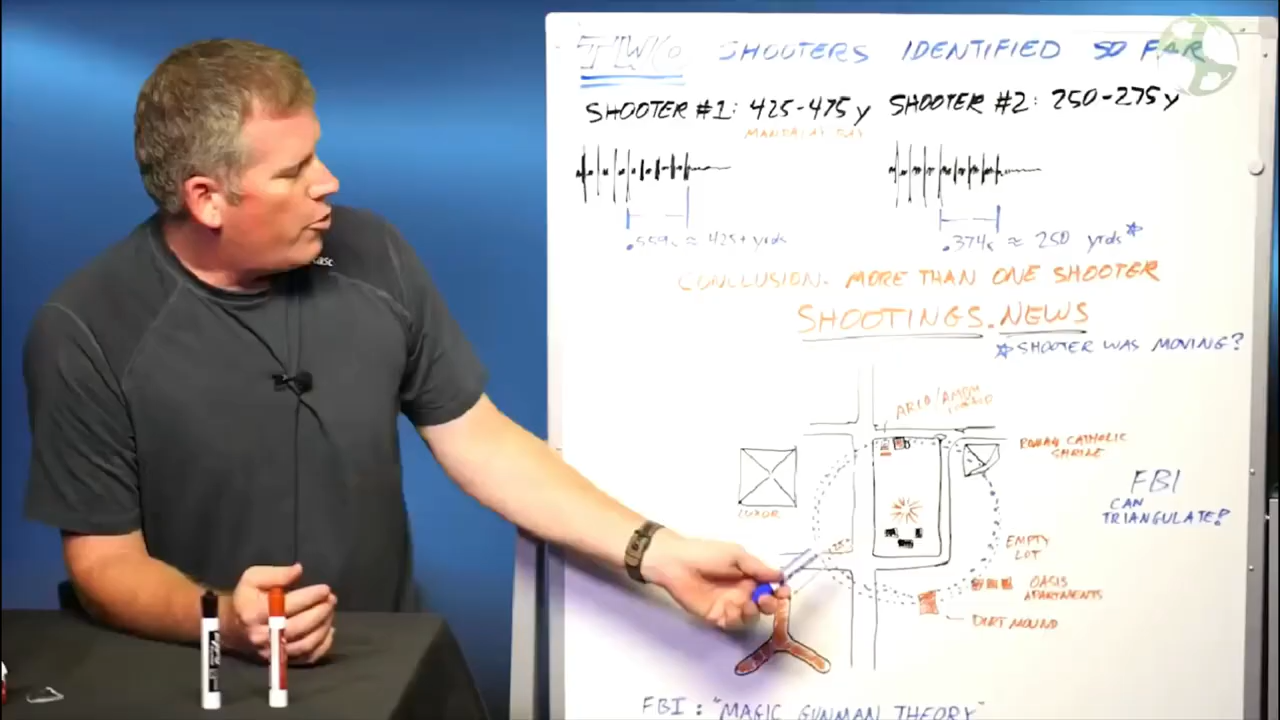 TWO SHOOTERS IDENTIFIED SO FAR
SHOOTER #1: 425-475 y
SHOOTER #2: 250-275 y
MANDALAY BAY
.559s ≈ 425+ yrds
.374s ≈ 250 yrds*
CONCLUSION. MORE THAN ONE SHOOTER
SHOOTINGS.NEWS
*SHOOTER WAS MOVING?
ROMAN CATHOLIC
SHRINE
LUXOR
FBI
CAN
TRIANGULATE?
EMPTY
LOT
OASIS
APARTMENTS
DIRT MOUND
FBI: "MAGIC GUNMAN THEORY"